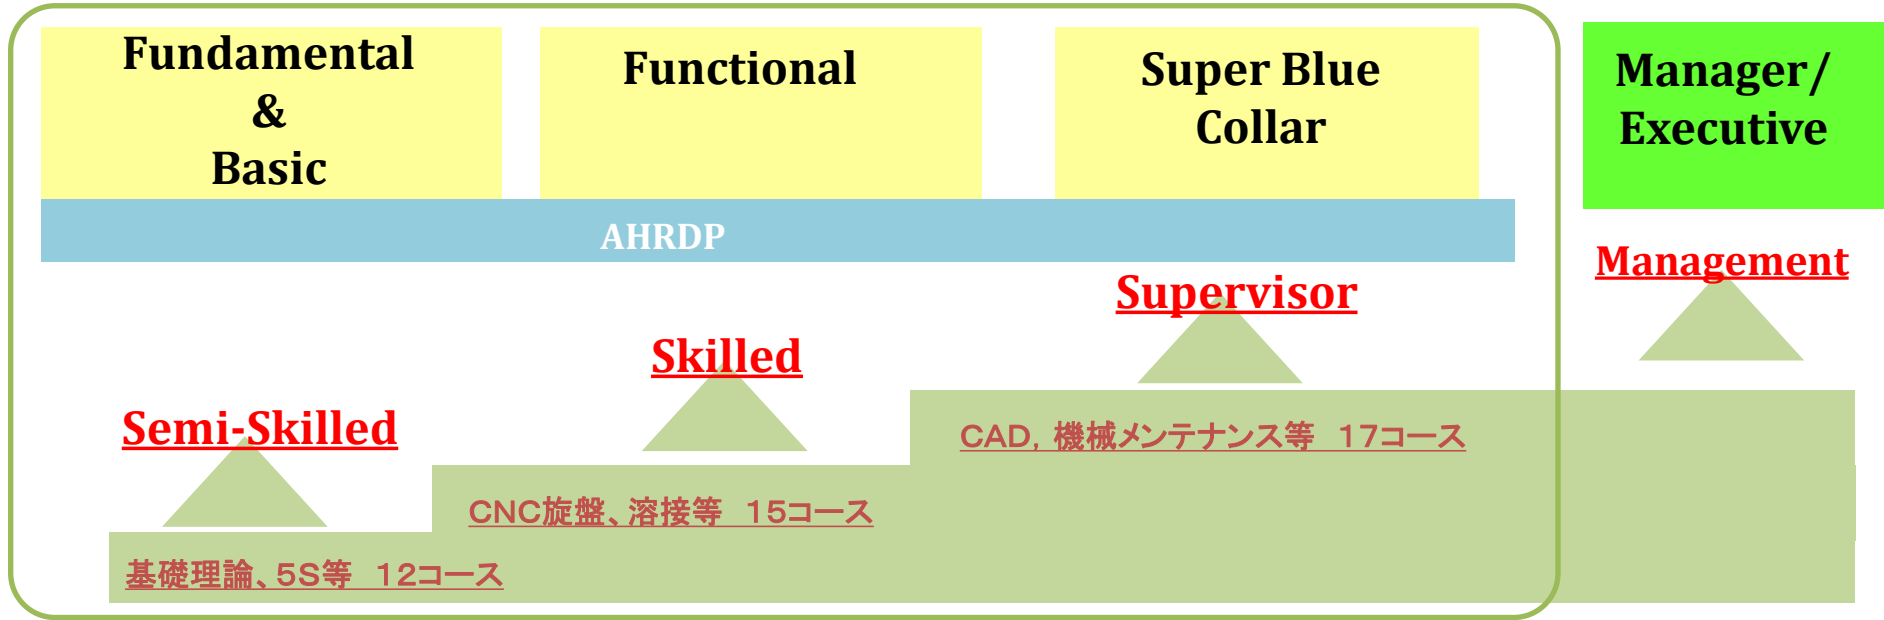 Fundamental
&
Basic
Functional
Super Blue
Collar
Manager/
Executive
AHRDP
Management
Supervisor
Skilled
Semi-Skilled
CAD, 機械メンテナンス等　17コース
CNC旋盤、溶接等　15コース
基礎理論、5S等　12コース